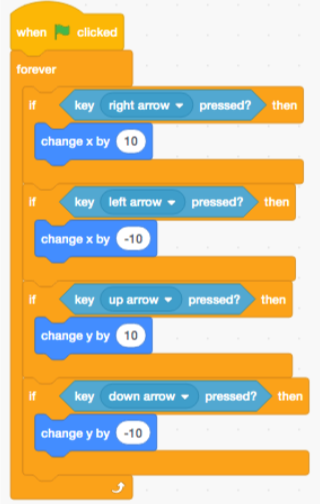 when clicked
forever
if key right arrow pressed? then
change x by 10
if key left arrow pressed? then
change x by -10
if key up arrow pressed? then
change y by 10
if key down arrow pressed? then
change y by -10